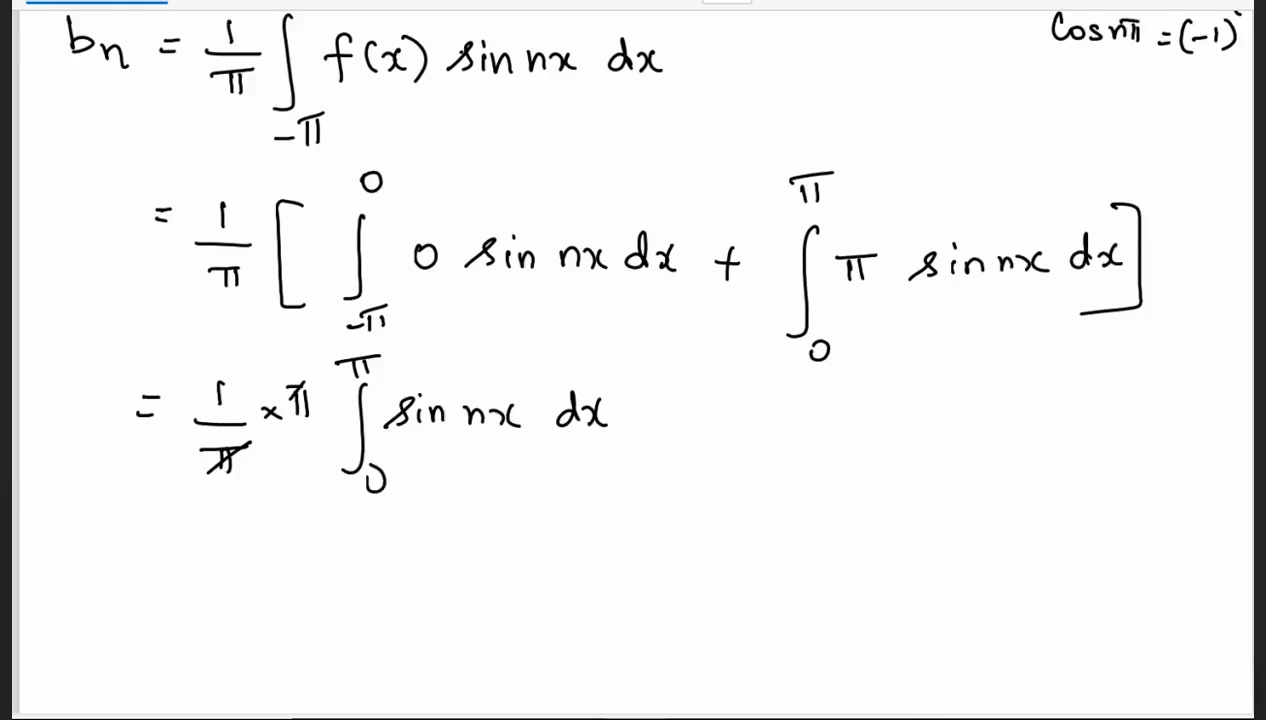 bn = 1/π ∫_{-π} f(x) sin nx dx
Cos nπ = (-1)
= 1/π [ ∫_{-π}^{0} 0 sin nx dx + ∫_{0}^{π} π sin nx dx ]
= 1/π × π ∫_{0}^{π} sin nx dx